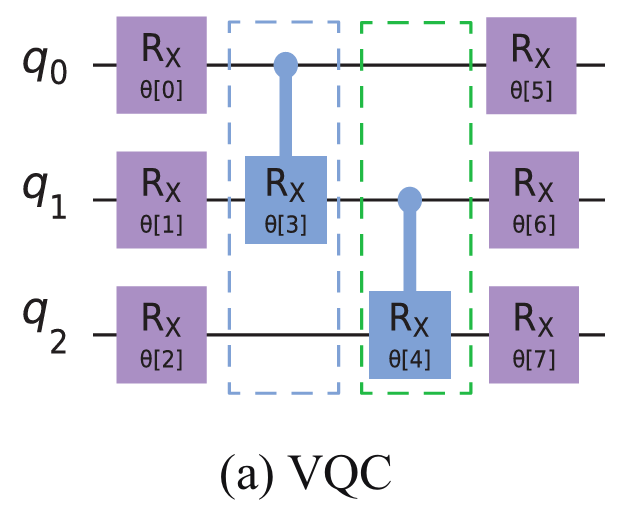 q0 RX θ[0] RX θ[5]
RX θ[3]
q1 RX θ[1] RX θ[6]
RX θ[4]
q2 RX θ[2] RX θ[7]
(a) VQC